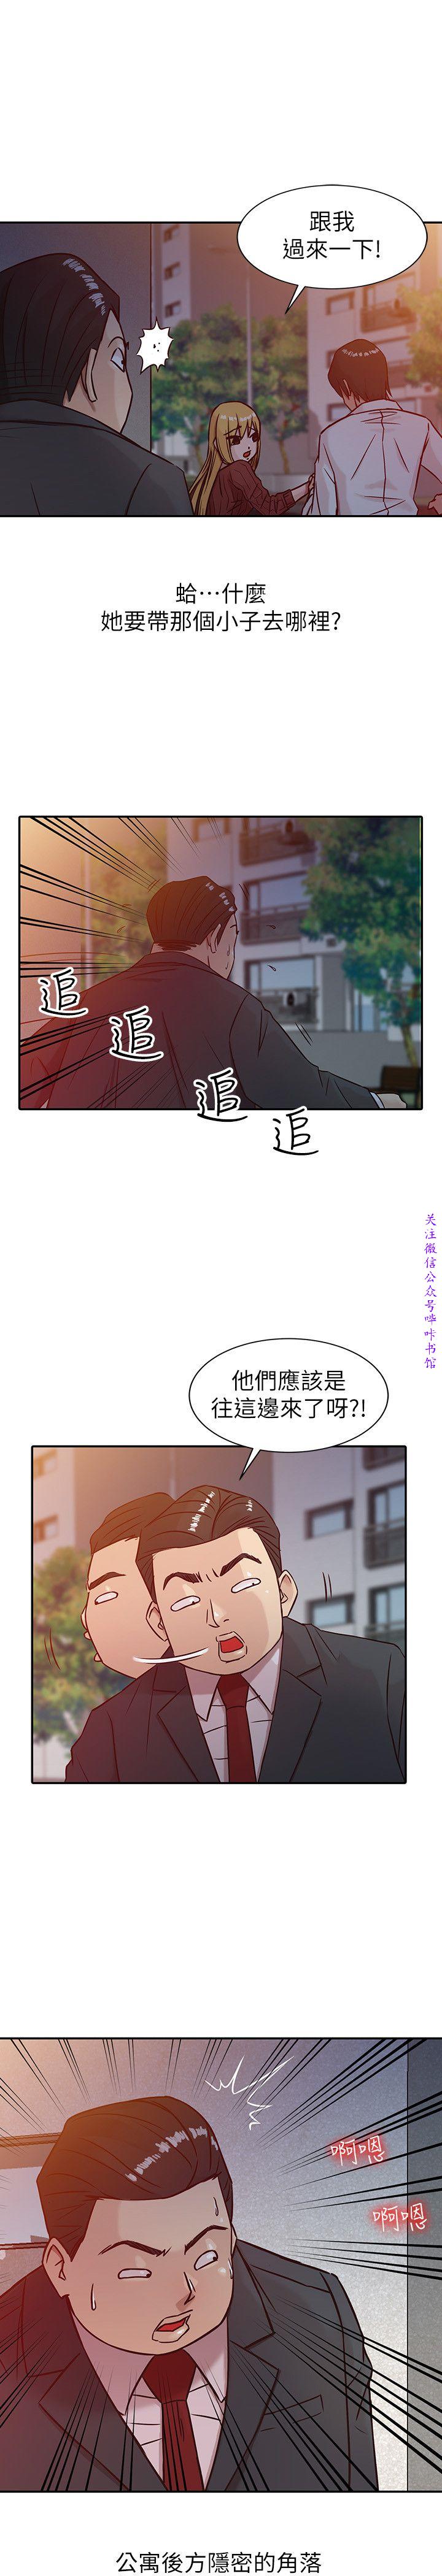 跟我
過來一下!
蛤…什麼
她要帶那個小子去哪裡?
追
追
追
追
关注微信公众号哔咔书馆
他們應該是
往這邊來了呀?!
啊嗯
啊嗯
公寓後方隱密的角落